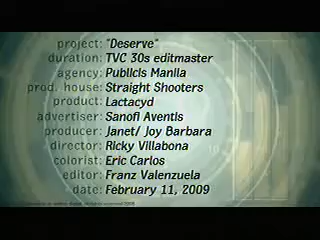 project: "Deserve"
duration: TVC 30s editmaster
agency: Publicis Manila
prod. house: Straight Shooters
product: Lactacyd
advertiser: Sanofi Aventis
producer: Janet/ Joy Barbara
director: Ricky Villabona
colorist: Eric Carlos
editor: Franz Valenzuela
date: February 11, 2009